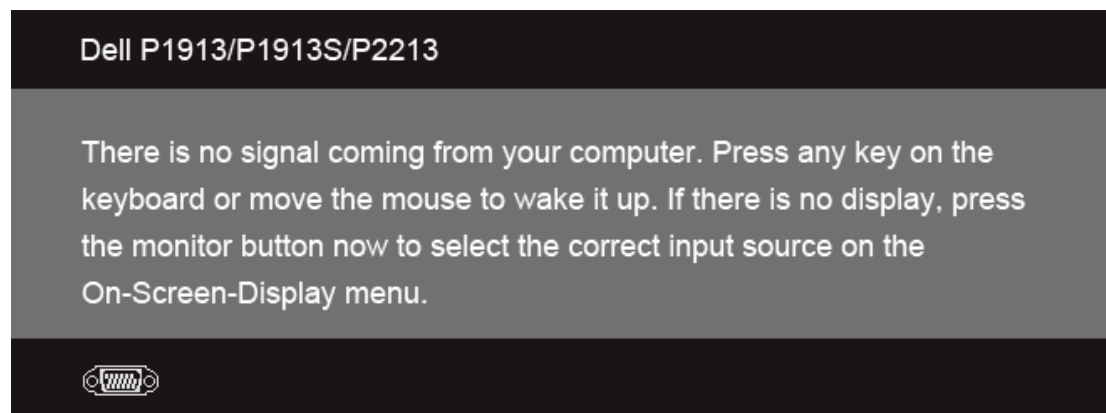 Dell P1913/P1913S/P2213
There is no signal coming from your computer. Press any key on the
keyboard or move the mouse to wake it up. If there is no display, press
the monitor button now to select the correct input source on the
On-Screen-Display menu.